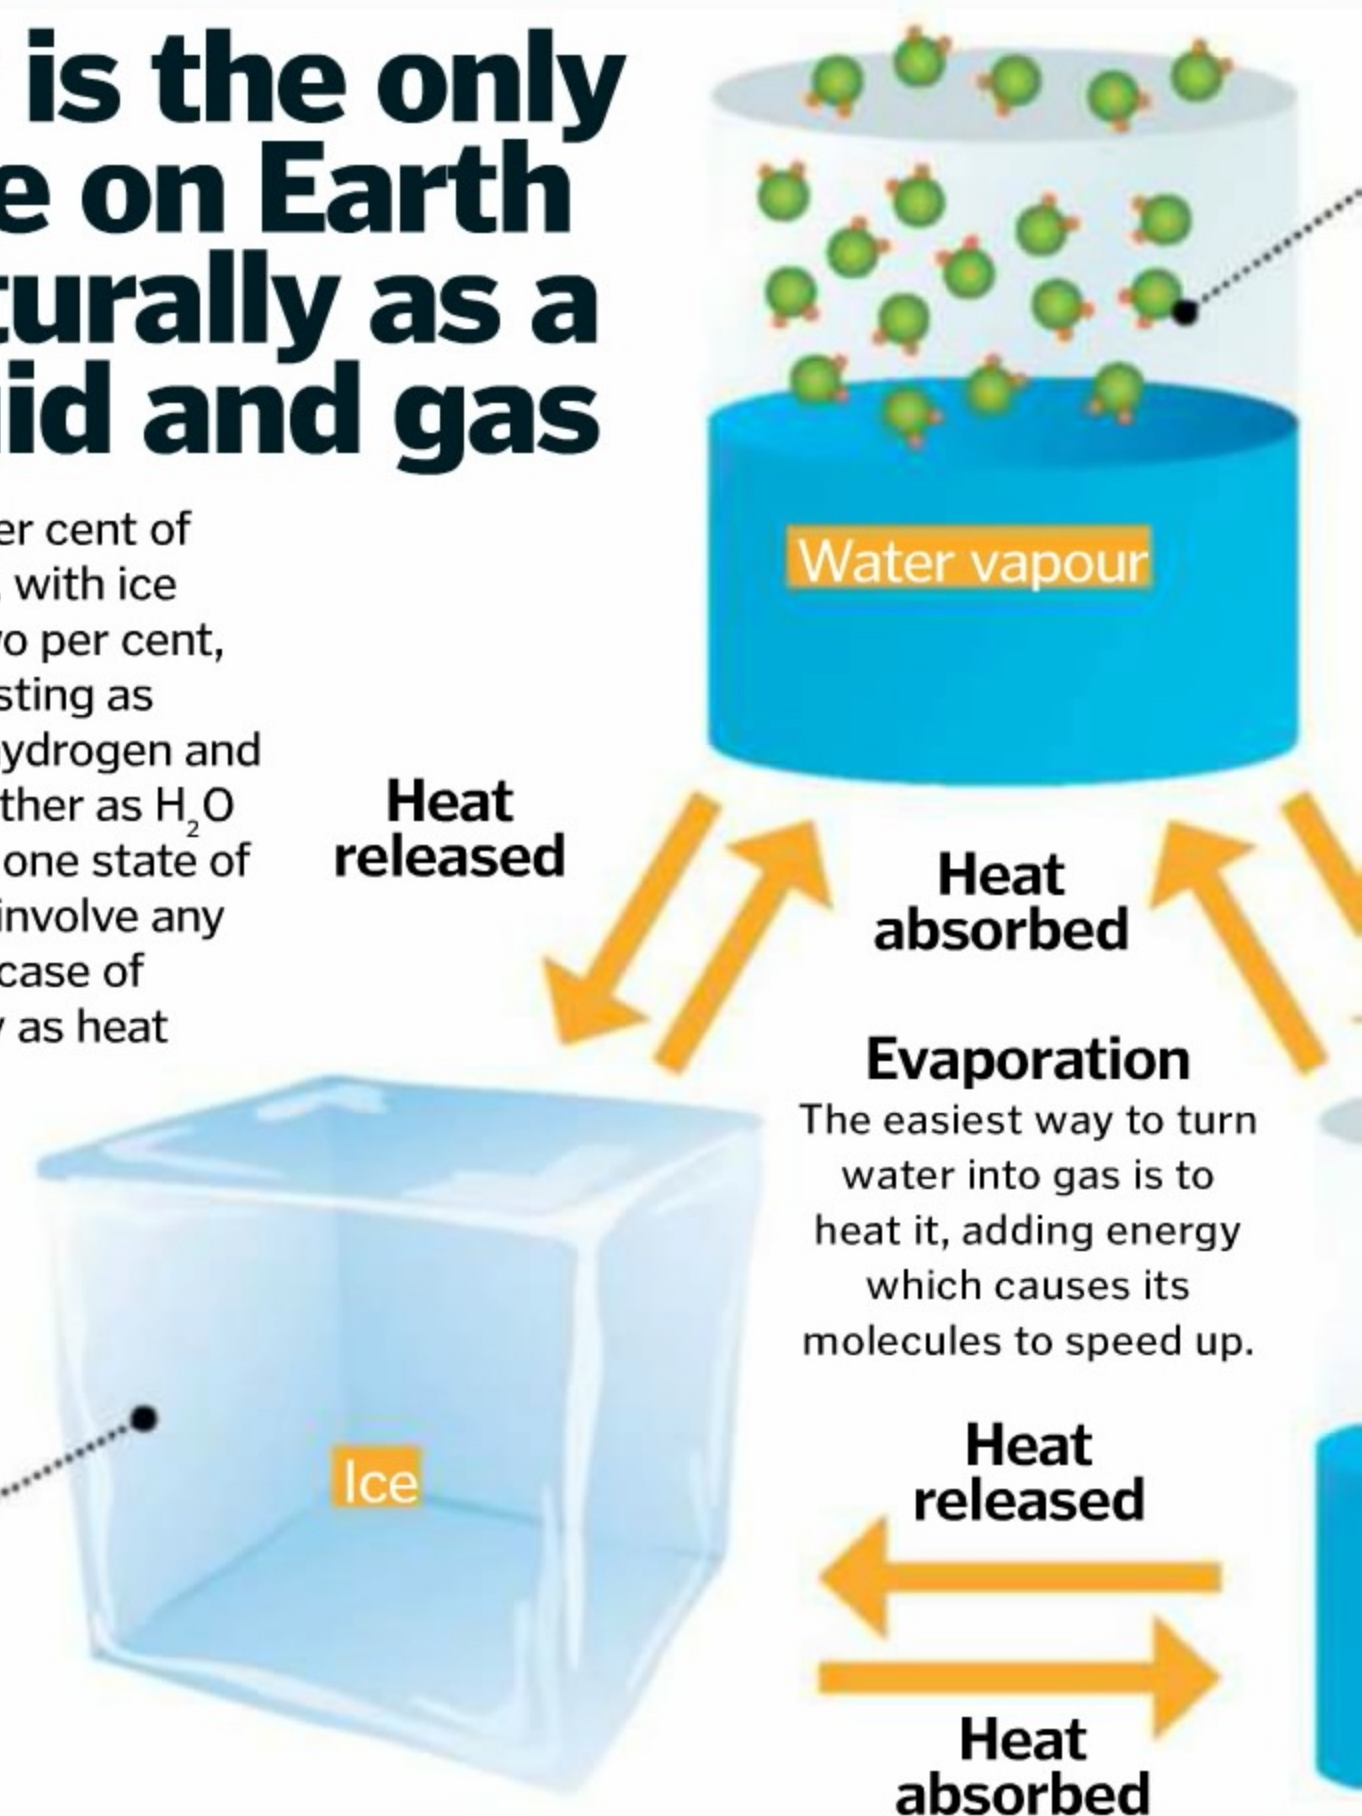 is the only
e on Earth
turally as a
id and gas
er cent of
, with ice
o per cent,
sting as
ydrogen and
ther as H₂O
one state of
involve any
case of
y as heat
Water vapour
Heat
released
Heat
absorbed
Evaporation
The easiest way to turn
water into gas is to
heat it, adding energy
which causes its
molecules to speed up.
Ice
Heat
released
Heat
absorbed